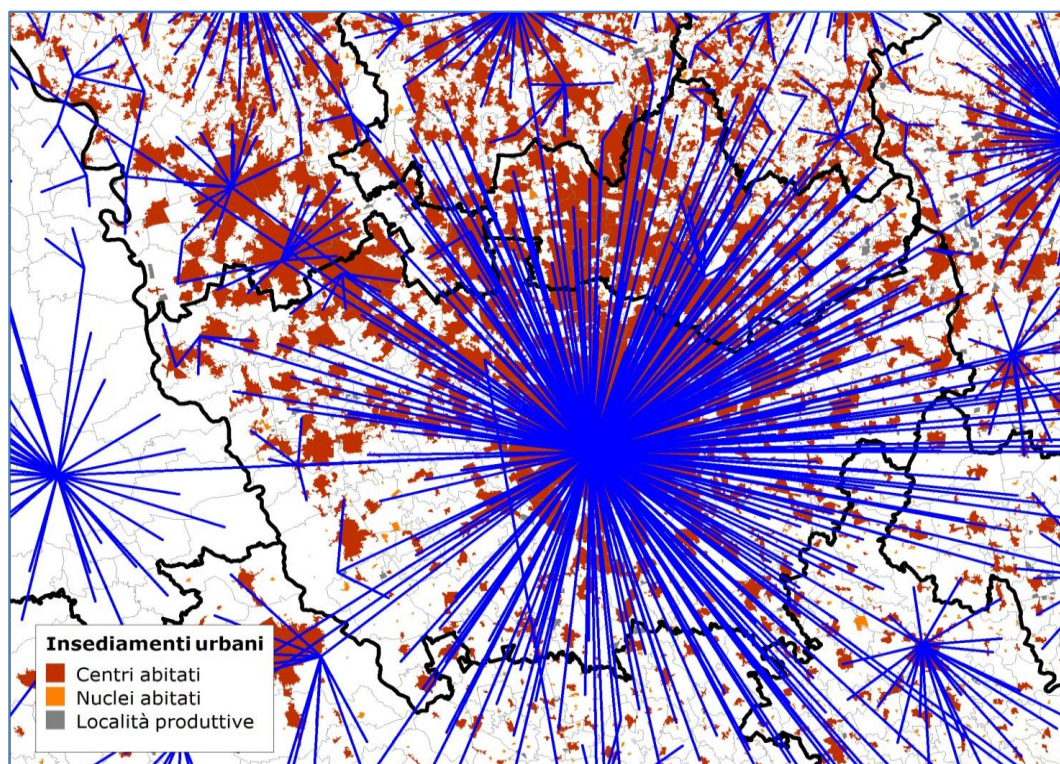 Insediamenti urbani
Centri abitati
Nuclei abitati
Località produttive